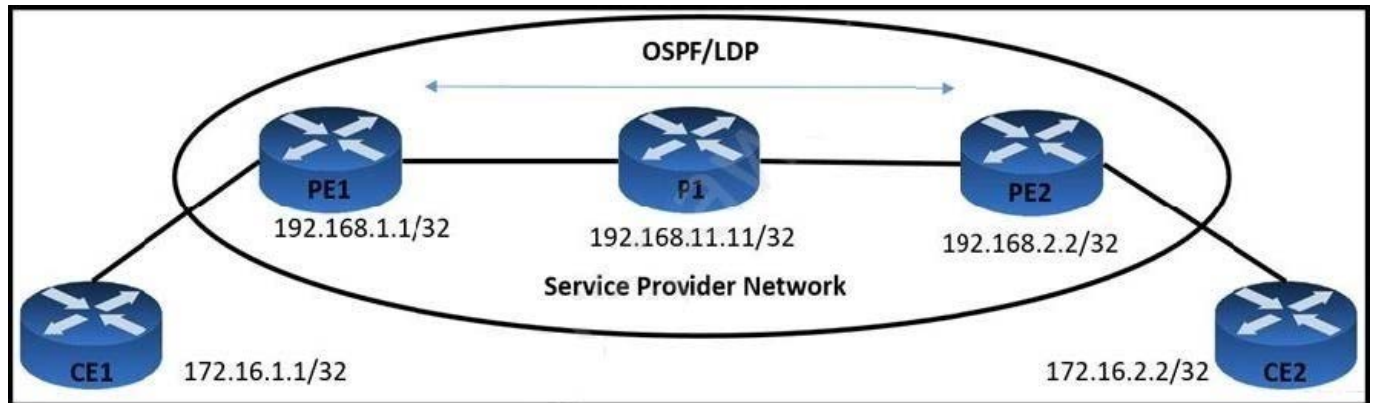 OSPF/LDP
PE1
P1
PE2
192.168.1.1/32
192.168.11.11/32
192.168.2.2/32
Service Provider Network
CE1
172.16.1.1/32
172.16.2.2/32
CE2